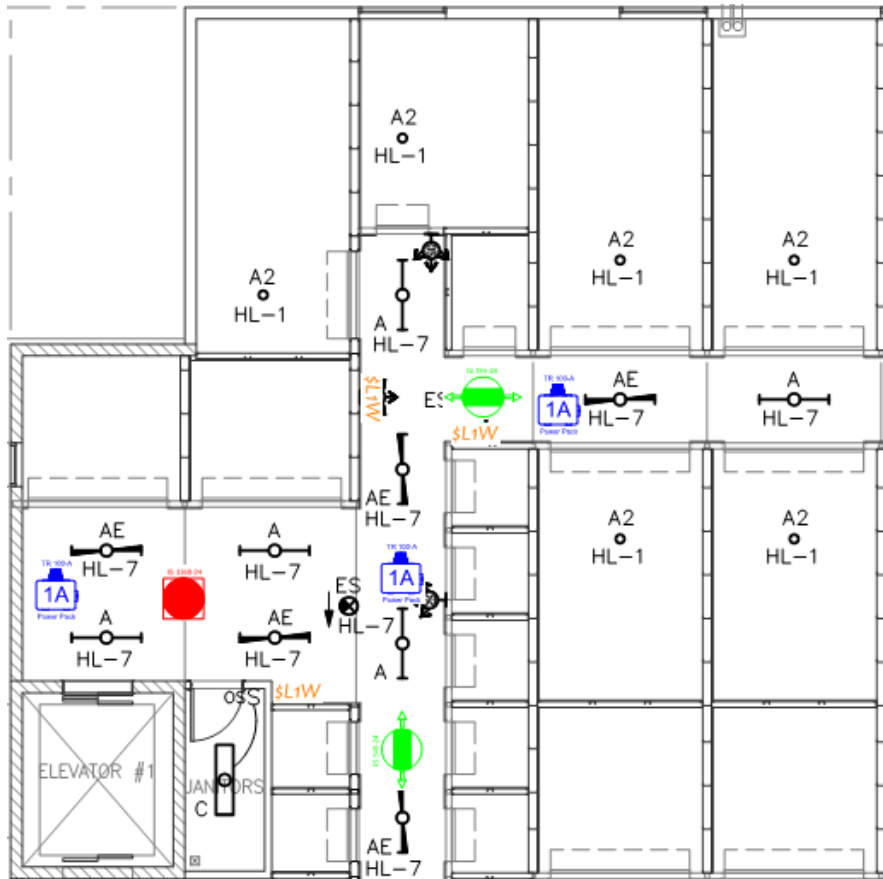 A2
HL-1
A2
HL-1
A2
HL-1
A2
HL-1
A
HL-7
$L1W
ES
TR 100-A
1A
Power Pack
AE
HL-7
A
HL-7
$L1W
AE
HL-7
A2
HL-1
A2
HL-1
AE
HL-7
A
HL-7
TR 100-A
1A
Power Pack
TR 100-A
1A
Power Pack
ES
HL-7
A
HL-7
AE
HL-7
A
$L1W
oss
ELEVATOR #1
JANITORS
C
AE
HL-7